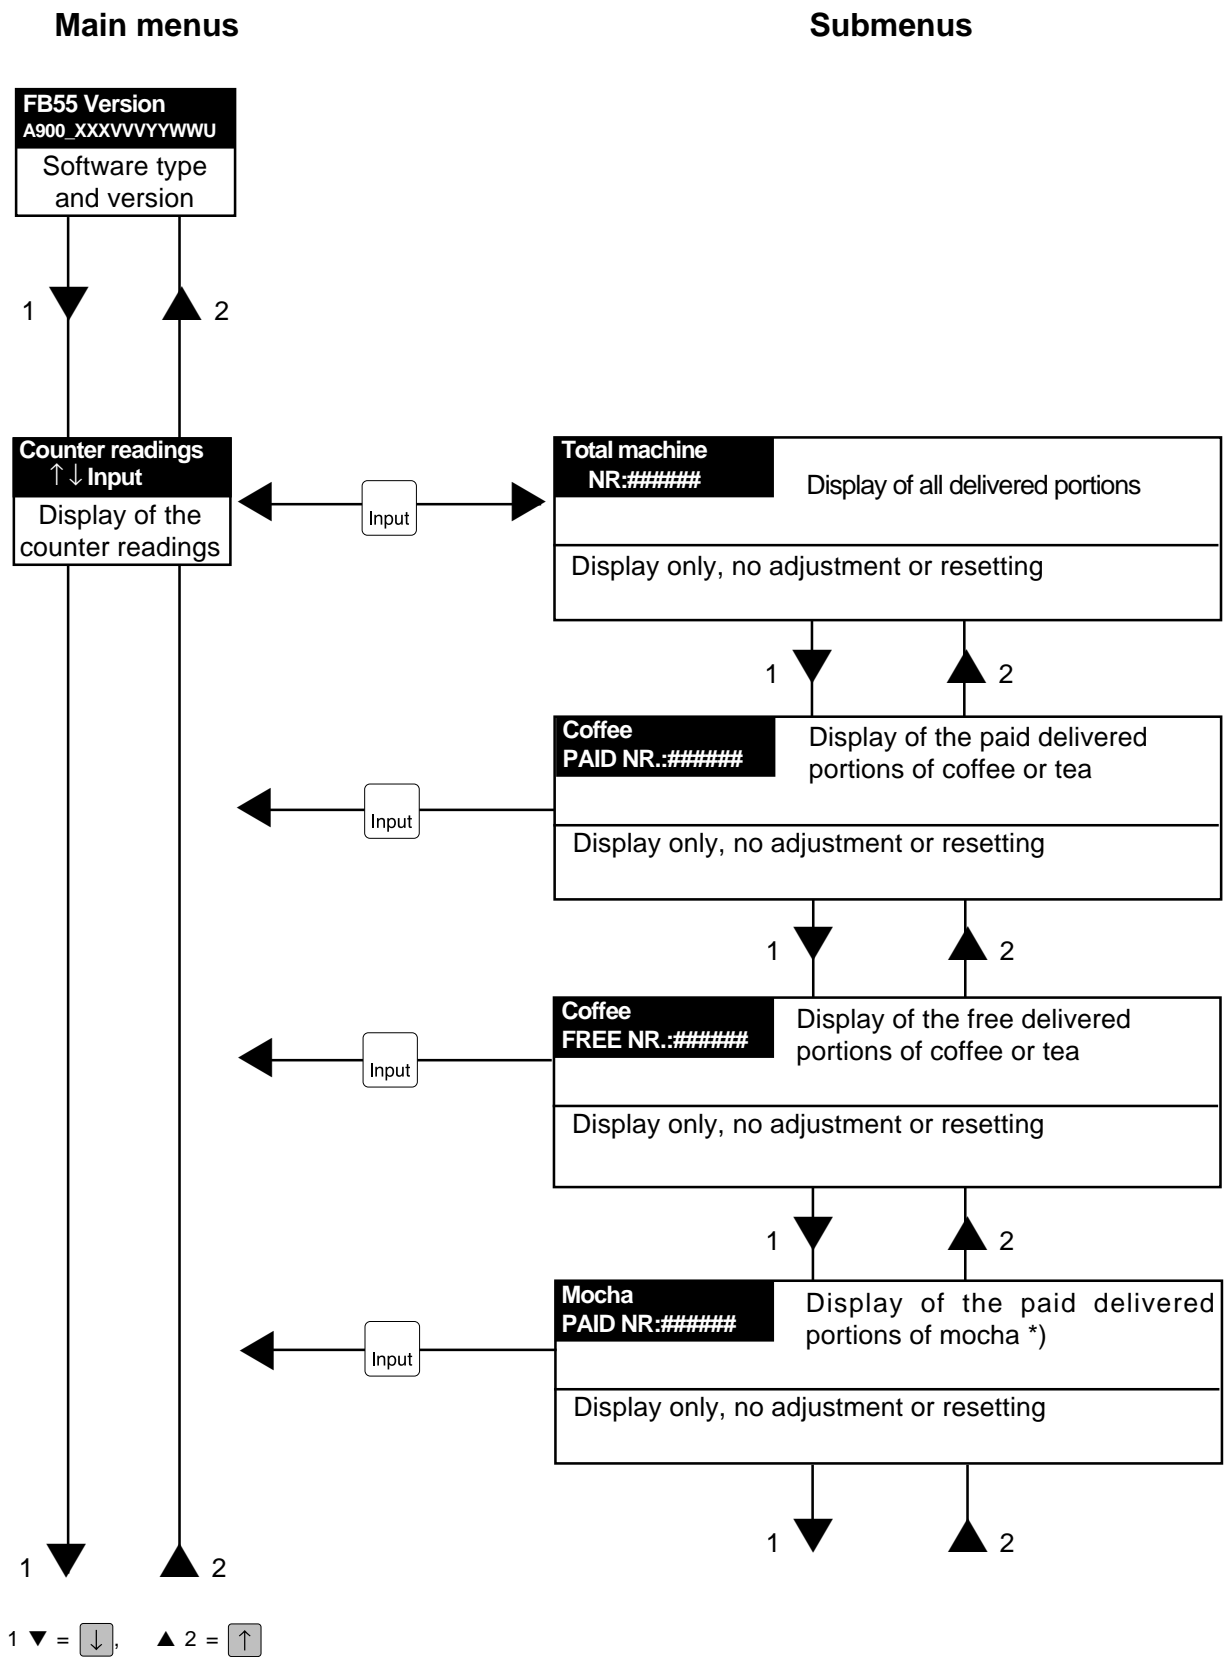 Main menus
Submenus
FB55 Version
A900_XXXVVVYYWWU
Software type
and version
1
2
Counter readings
↑↓Input
Display of the
counter readings
Input
Total machine
NR:######
Display of all delivered portions
Display only, no adjustment or resetting
1
2
Coffee
PAID NR.:######
Display of the paid delivered
portions of coffee or tea
Input
Display only, no adjustment or resetting
1
2
Coffee
FREE NR.:######
Display of the free delivered
portions of coffee or tea
Input
Display only, no adjustment or resetting
1
2
Mocha
PAID NR:######
Display of the paid delivered
portions of mocha *)
Input
Display only, no adjustment or resetting
1
2
1
2
1 ▼ = ↓, ▲ 2 = ↑